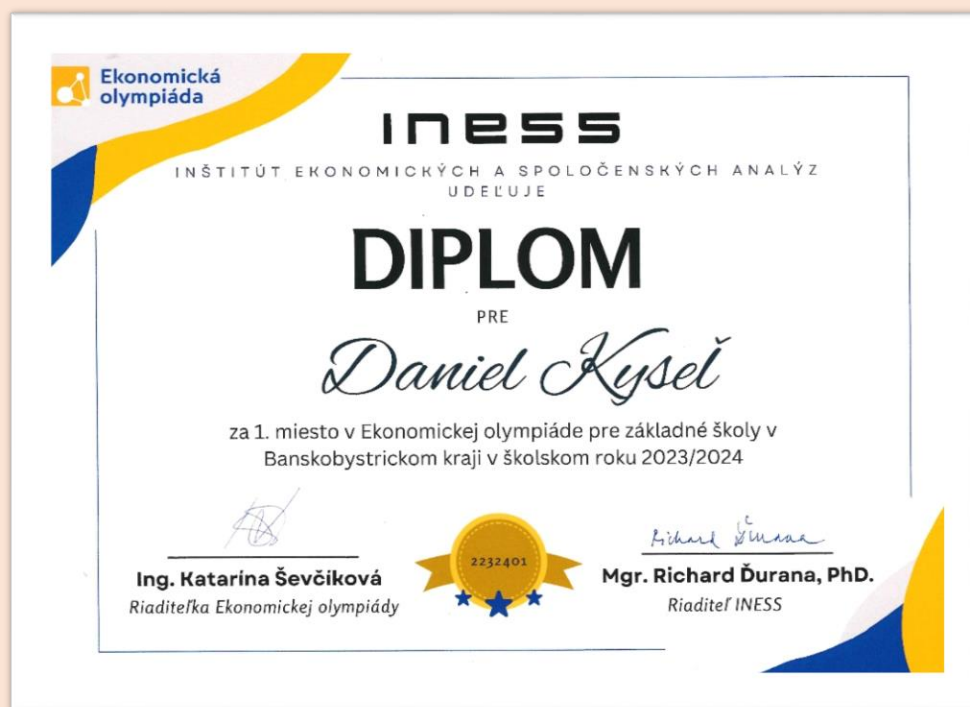 Ekonomická
olympiáda
INESS
INŠTITÚT EKONOMICKÝCH A SPOLOČENSKÝCH ANALÝZ
UDEĽUJE
DIPLOM
PRE
Daniel Kyseľ
za 1. miesto v Ekonomickej olympiáde pre základné školy v
Banskobystrickom kraji v školskom roku 2023/2024
Richard Ďurana
2232401
Ing. Katarína Ševčíková
Mgr. Richard Ďurana, PhD.
Riaditeľka Ekonomickej olympiády
Riaditeľ INESS